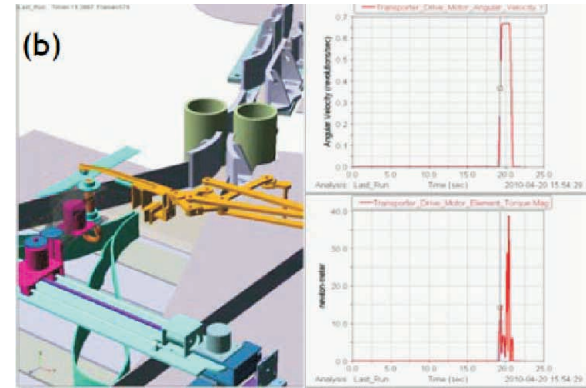 (b)
Transporter_Drive_Motor_Angular_Velocity.1
Angular Velocity (revolutions/sec)
0.7
0.6
0.5
0.4
0.3
0.2
0.1
0.0
0.0 5.0 10.0 15.0 20.0 25.0
Analysis: Last_Run Time (sec) 2010-04-20 15:54:29
Transporter_Drive_Motor_Element_Torque.Mag
newton-meter
40.0
30.0
20.0
10.0
0.0
0.0 5.0 10.0 15.0 20.0 25.0
Analysis: Last_Run Time (sec) 2010-04-20 15:54:29